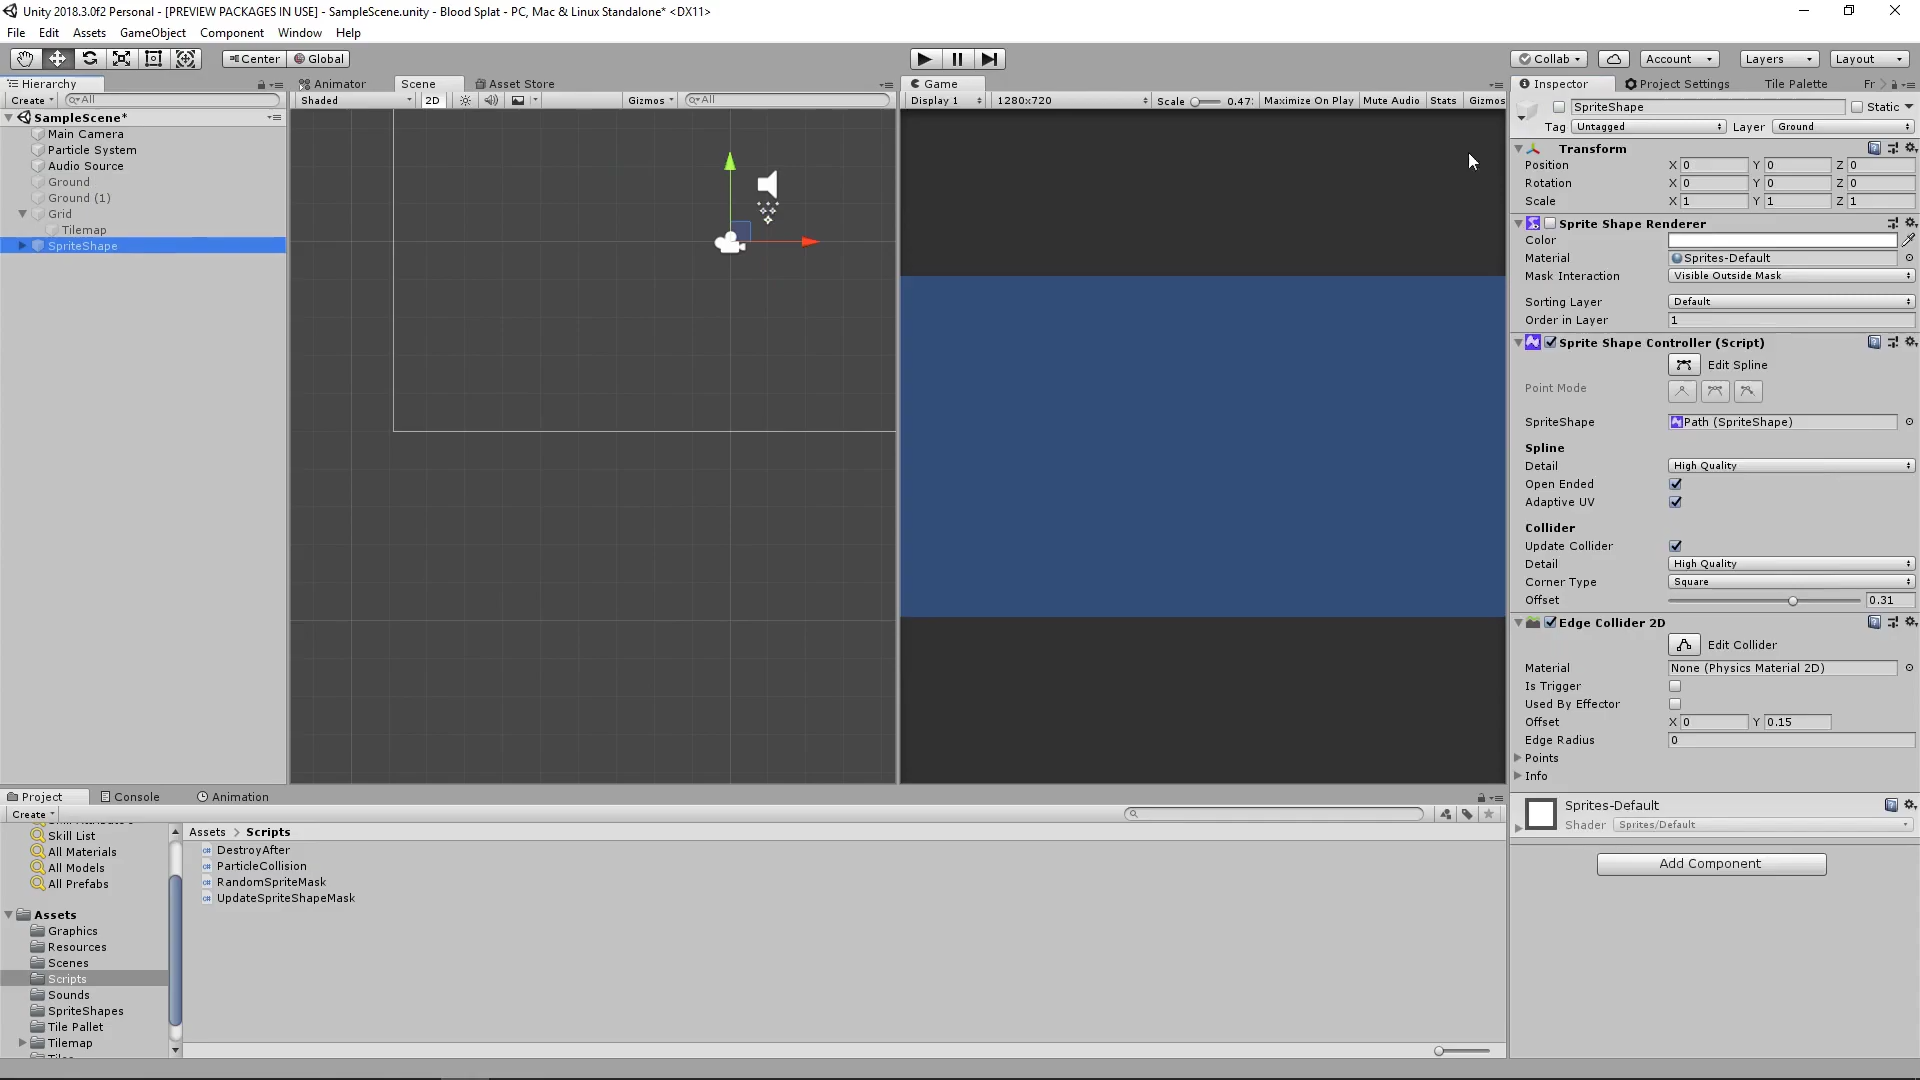 Unity 2018.3.0f2 Personal - [PREVIEW PACKAGES IN USE] - SampleScene.unity - Blood Splat - PC, Mac & Linux Standalone* <DX11>
File Edit Assets GameObject Component Window Help
Center Global Collab Account Layers Layout
Hierarchy Animator Scene Asset Store Game Inspector Project Settings Tile Palette Fr
Create All Shaded 2D Gizmos All Display 1 1280x720 Scale 0.47 Maximize On Play Mute Audio Stats Gizmos
SampleScene*
Main Camera
Particle System
Audio Source
Ground
Ground (1)
Grid
Tilemap
SpriteShape
SpriteShape Static
Tag Untagged Layer Ground
Transform
Position X 0 Y 0 Z 0
Rotation X 0 Y 0 Z 0
Scale X 1 Y 1 Z 1
Sprite Shape Renderer
Color
Material Sprites-Default
Mask Interaction Visible Outside Mask
Sorting Layer Default
Order in Layer 1
Sprite Shape Controller (Script)
Edit Spline
Point Mode
SpriteShape Path (SpriteShape)
Spline
Detail High Quality
Open Ended
Adaptive UV
Collider
Update Collider
Detail High Quality
Corner Type Square
Offset 0.31
Edge Collider 2D
Edit Collider
Material None (Physics Material 2D)
Is Trigger
Used By Effector
Offset X 0 Y 0.15
Edge Radius 0
Points
Info
Sprites-Default
Shader Sprites/Default
Add Component
Project Console Animation
Create
Skill List
All Materials
All Models
All Prefabs
Assets
Graphics
Resources
Scenes
Scripts
Sounds
SpriteShapes
Tile Pallet
Tilemap
Assets > Scripts
DestroyAfter
ParticleCollision
RandomSpriteMask
UpdateSpriteShapeMask